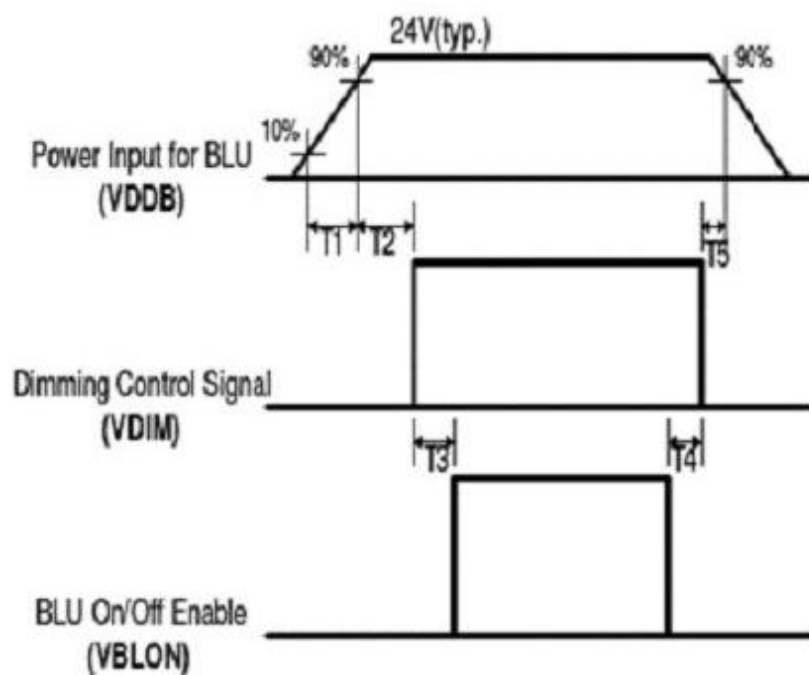 24V(typ.)
90%
90%
10%
Power Input for BLU
(VDDB)
T1
T2
T5
Dimming Control Signal
(VDIM)
T3
T4
BLU On/Off Enable
(VBLON)